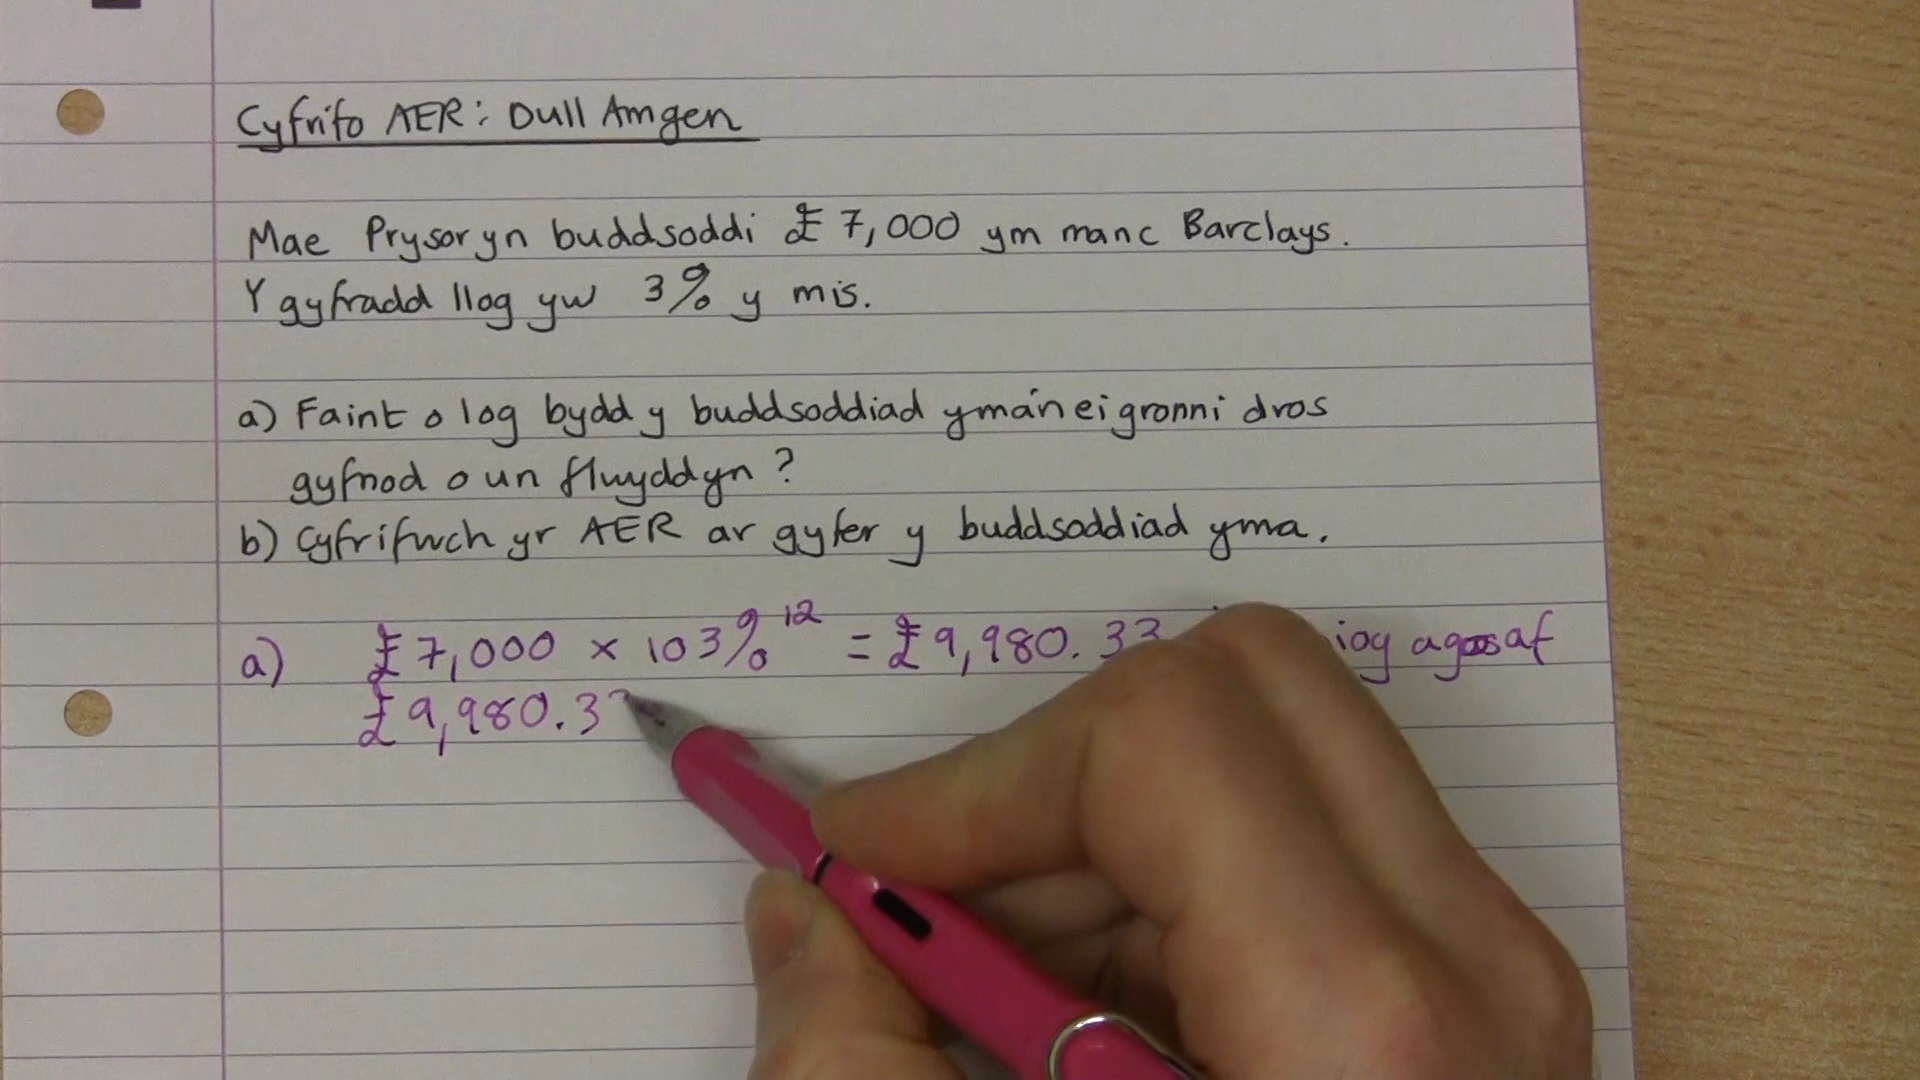 Cyfrifo AER: Dull Amgen
Mae Prysor yn buddsoddi £7,000 ym manc Barclays.
Y gyfradd llog yw 3% y mis.
a) Faint o log bydd y buddsoddiad yma'n ei gronni dros
gyfnod o un flwyddyn?
b) Cyfrifwch yr AER ar gyfer y buddsoddiad yma.
a) £7,000 × 103%¹² = £9,980.33 agosaf
£9,980.3